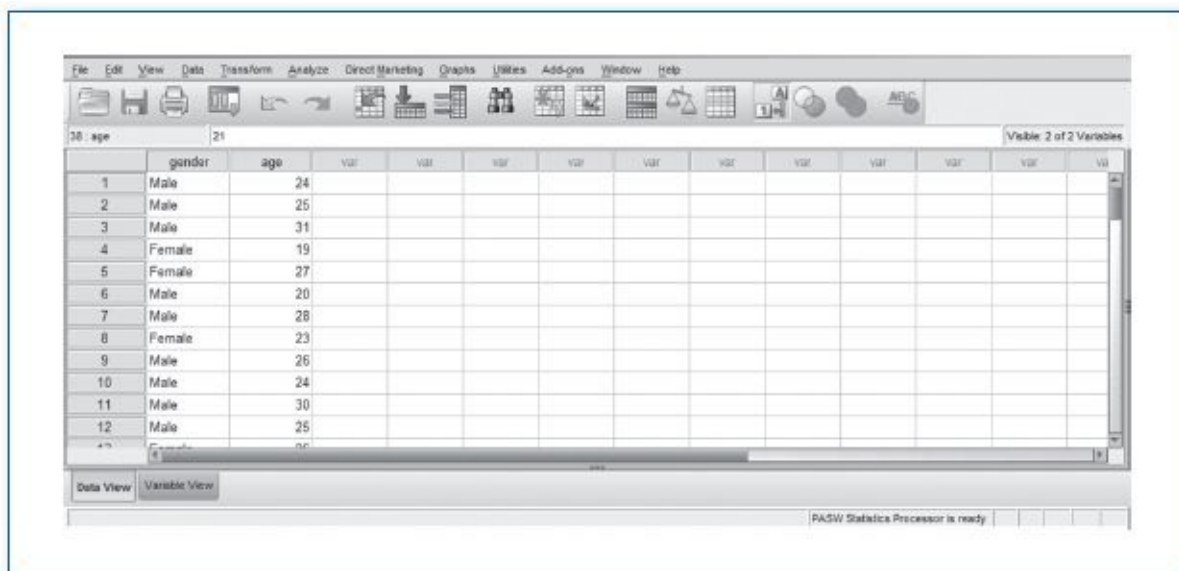 File Edit View Data Transform Analyze Direct Marketing Graphs Utilities Add-ons Window Help
38 : age 21 Visible: 2 of 2 Variables
gender age var var var var var var var var var var va
1 Male 24
2 Male 25
3 Male 31
4 Female 19
5 Female 27
6 Male 20
7 Male 28
8 Female 23
9 Male 26
10 Male 24
11 Male 30
12 Male 25
Data View Variable View
PASW Statistics Processor is ready